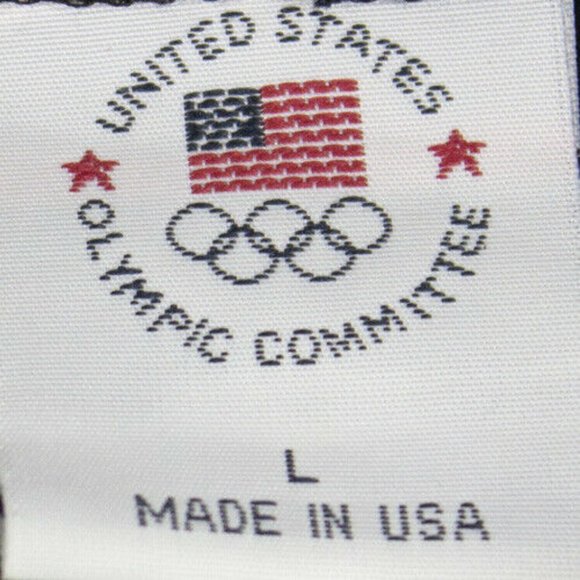 UNITED STATES
OLYMPIC COMMITTEE
L
MADE IN USA